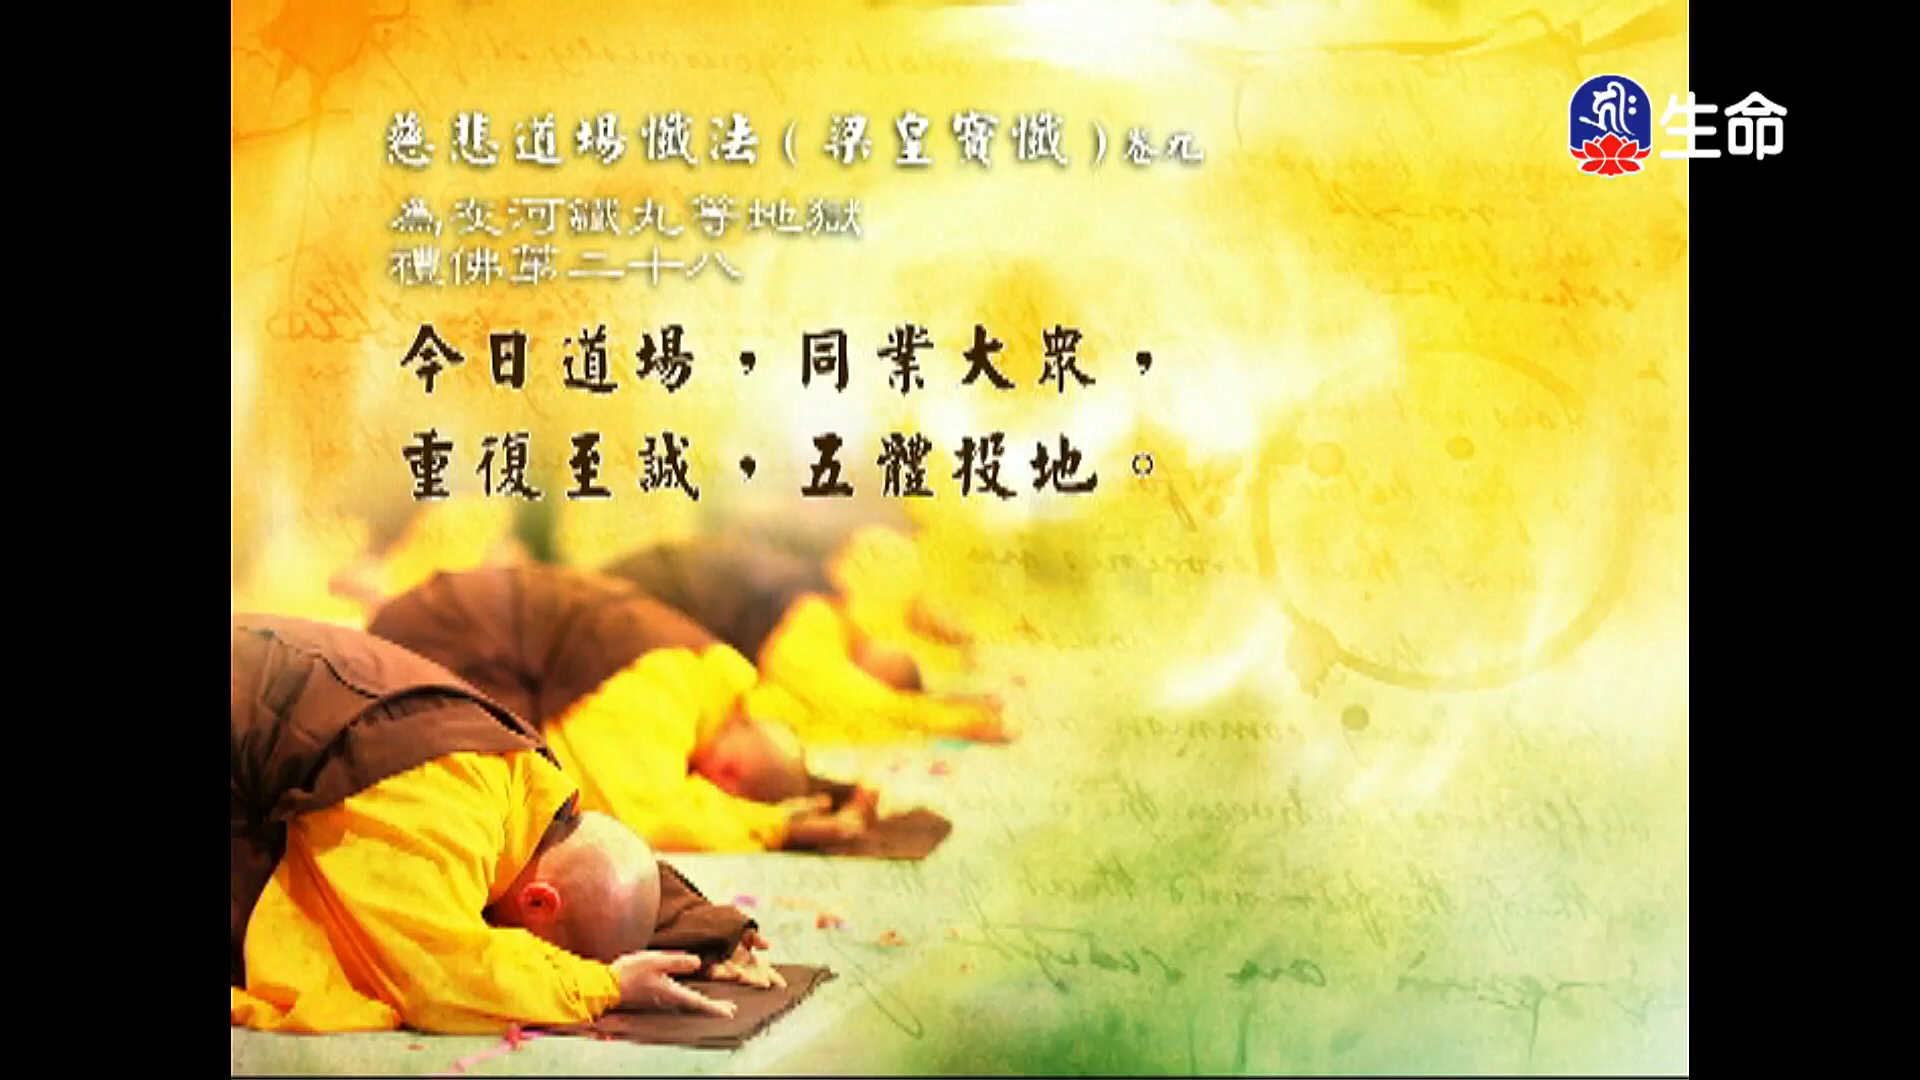 慈悲道場懺法(梁皇寶懺)卷九
生命
為灰河鐵丸等地獄
禮佛第二十八
今日道場，同業大眾，
重復至誠，五體投地。